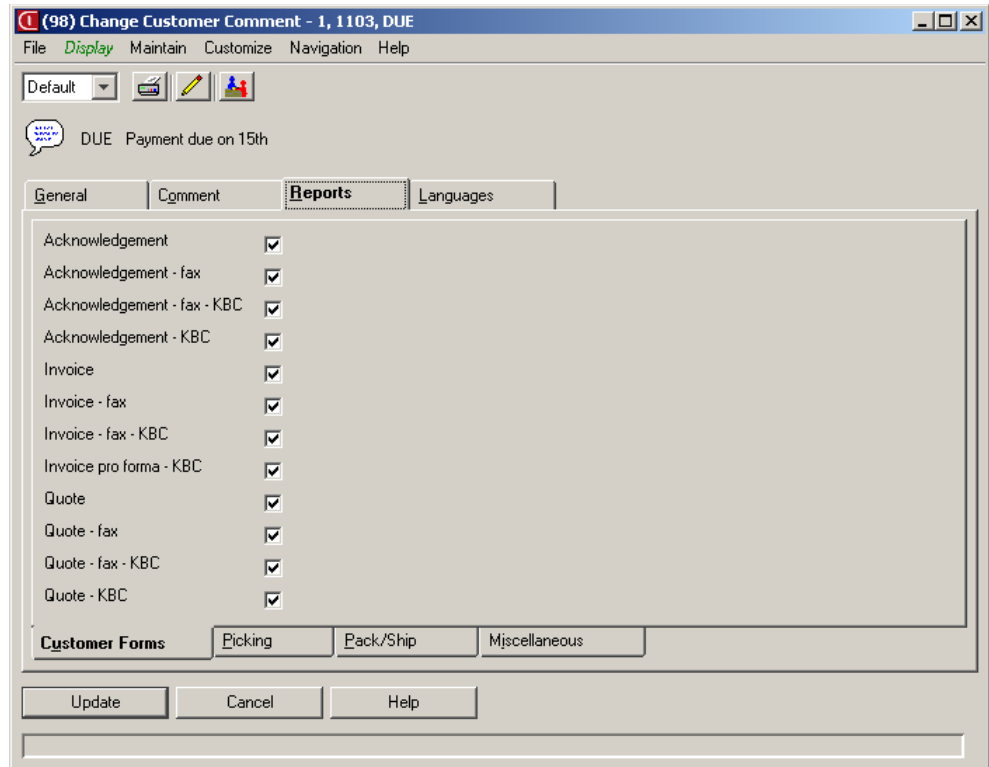 (98) Change Customer Comment - 1, 1103, DUE
File Display Maintain Customize Navigation Help
Default
DUE Payment due on 15th
General Comment Reports Languages
Acknowledgement
Acknowledgement - fax
Acknowledgement - fax - KBC
Acknowledgement - KBC
Invoice
Invoice - fax
Invoice - fax - KBC
Invoice pro forma - KBC
Quote
Quote - fax
Quote - fax - KBC
Quote - KBC
Customer Forms Picking Pack/Ship Miscellaneous
Update Cancel Help